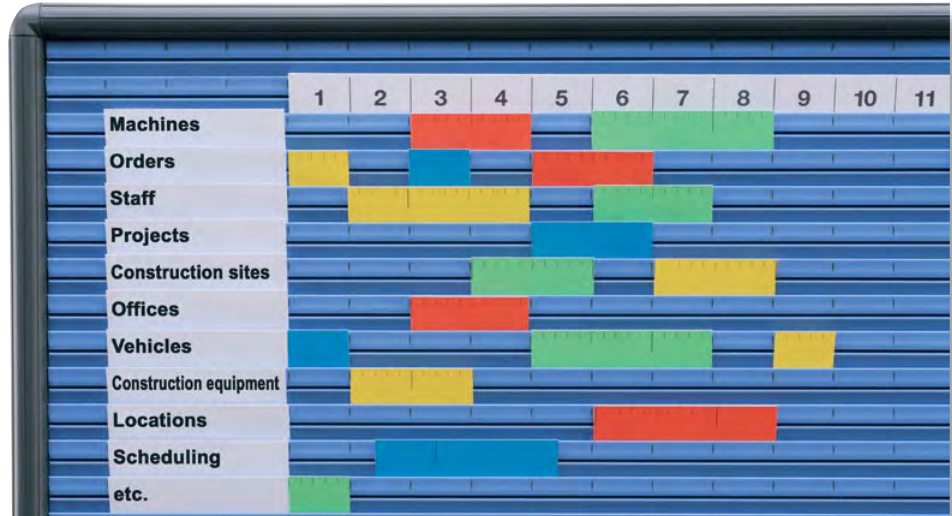 1 2 3 4 5 6 7 8 9 10 11
Machines
Orders
Staff
Projects
Construction sites
Offices
Vehicles
Construction equipment
Locations
Scheduling
etc.